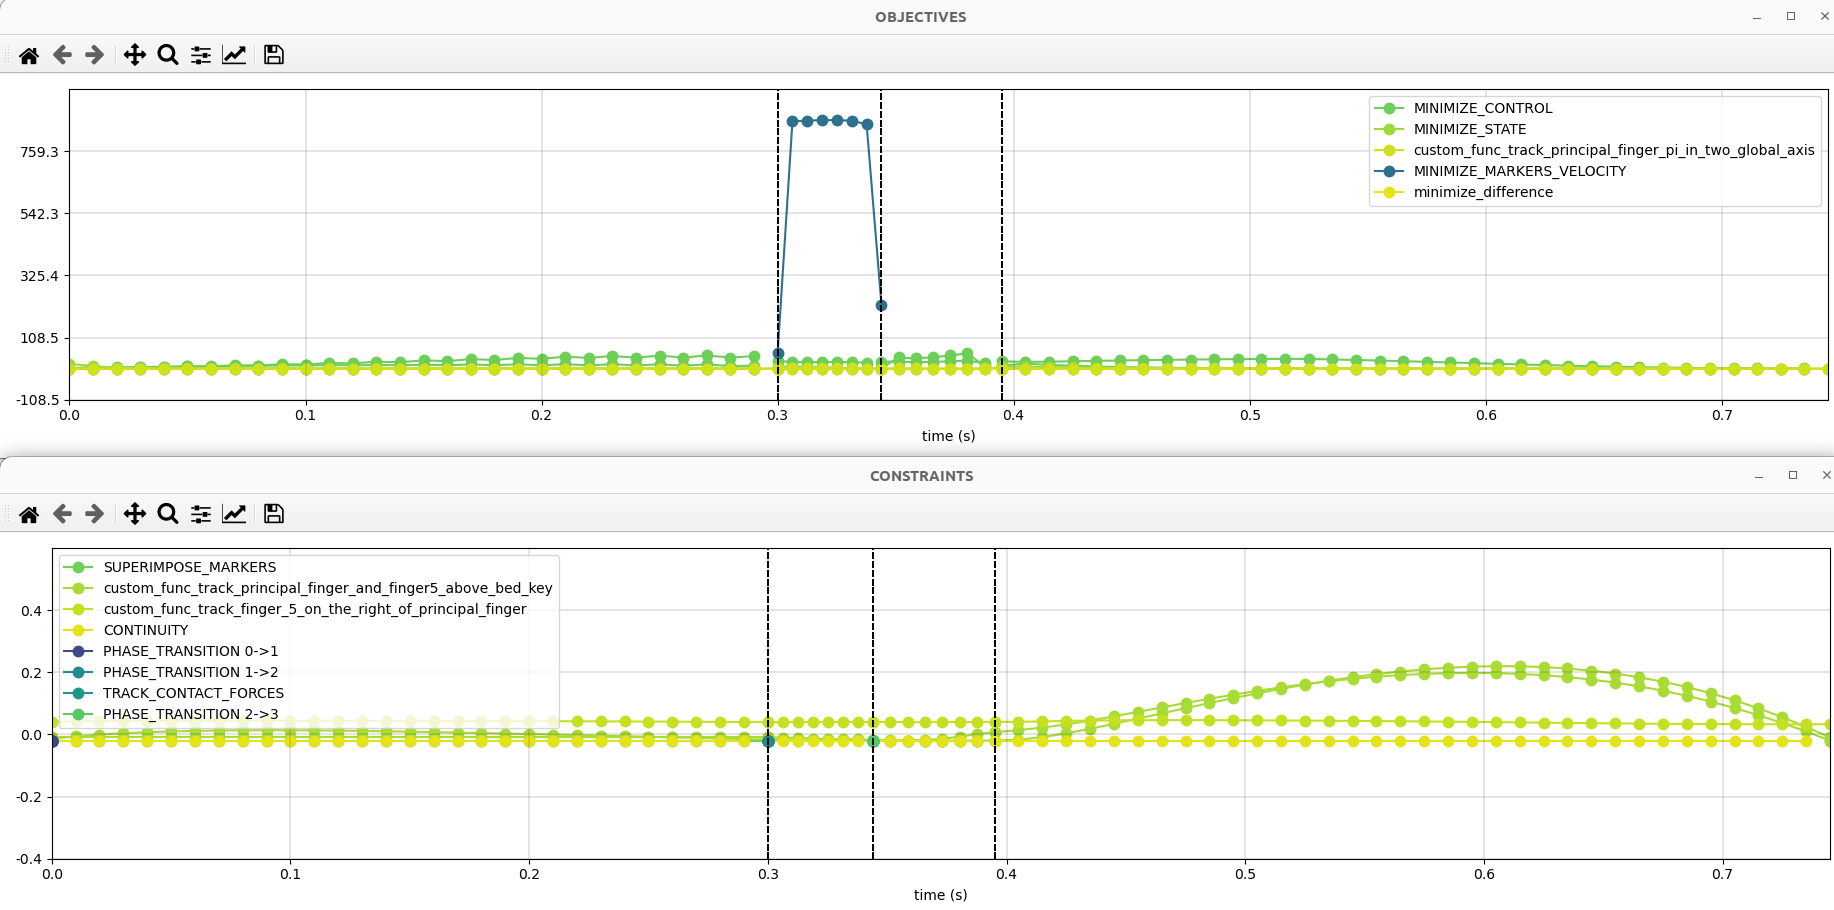 OBJECTIVES
MINIMIZE_CONTROL
MINIMIZE_STATE
custom_func_track_principal_finger_pi_in_two_global_axis
MINIMIZE_MARKERS_VELOCITY
minimize_difference
759.3
542.3
325.4
108.5
-108.5
0.0 0.1 0.2 0.3 0.4 0.5 0.6 0.7
time (s)
CONSTRAINTS
SUPERIMPOSE_MARKERS
custom_func_track_principal_finger_and_finger5_above_bed_key
custom_func_track_finger_5_on_the_right_of_principal_finger
CONTINUITY
PHASE_TRANSITION 0->1
PHASE_TRANSITION 1->2
TRACK_CONTACT_FORCES
PHASE_TRANSITION 2->3
0.4
0.2
0.0
-0.2
-0.4
0.0 0.1 0.2 0.3 0.4 0.5 0.6 0.7
time (s)